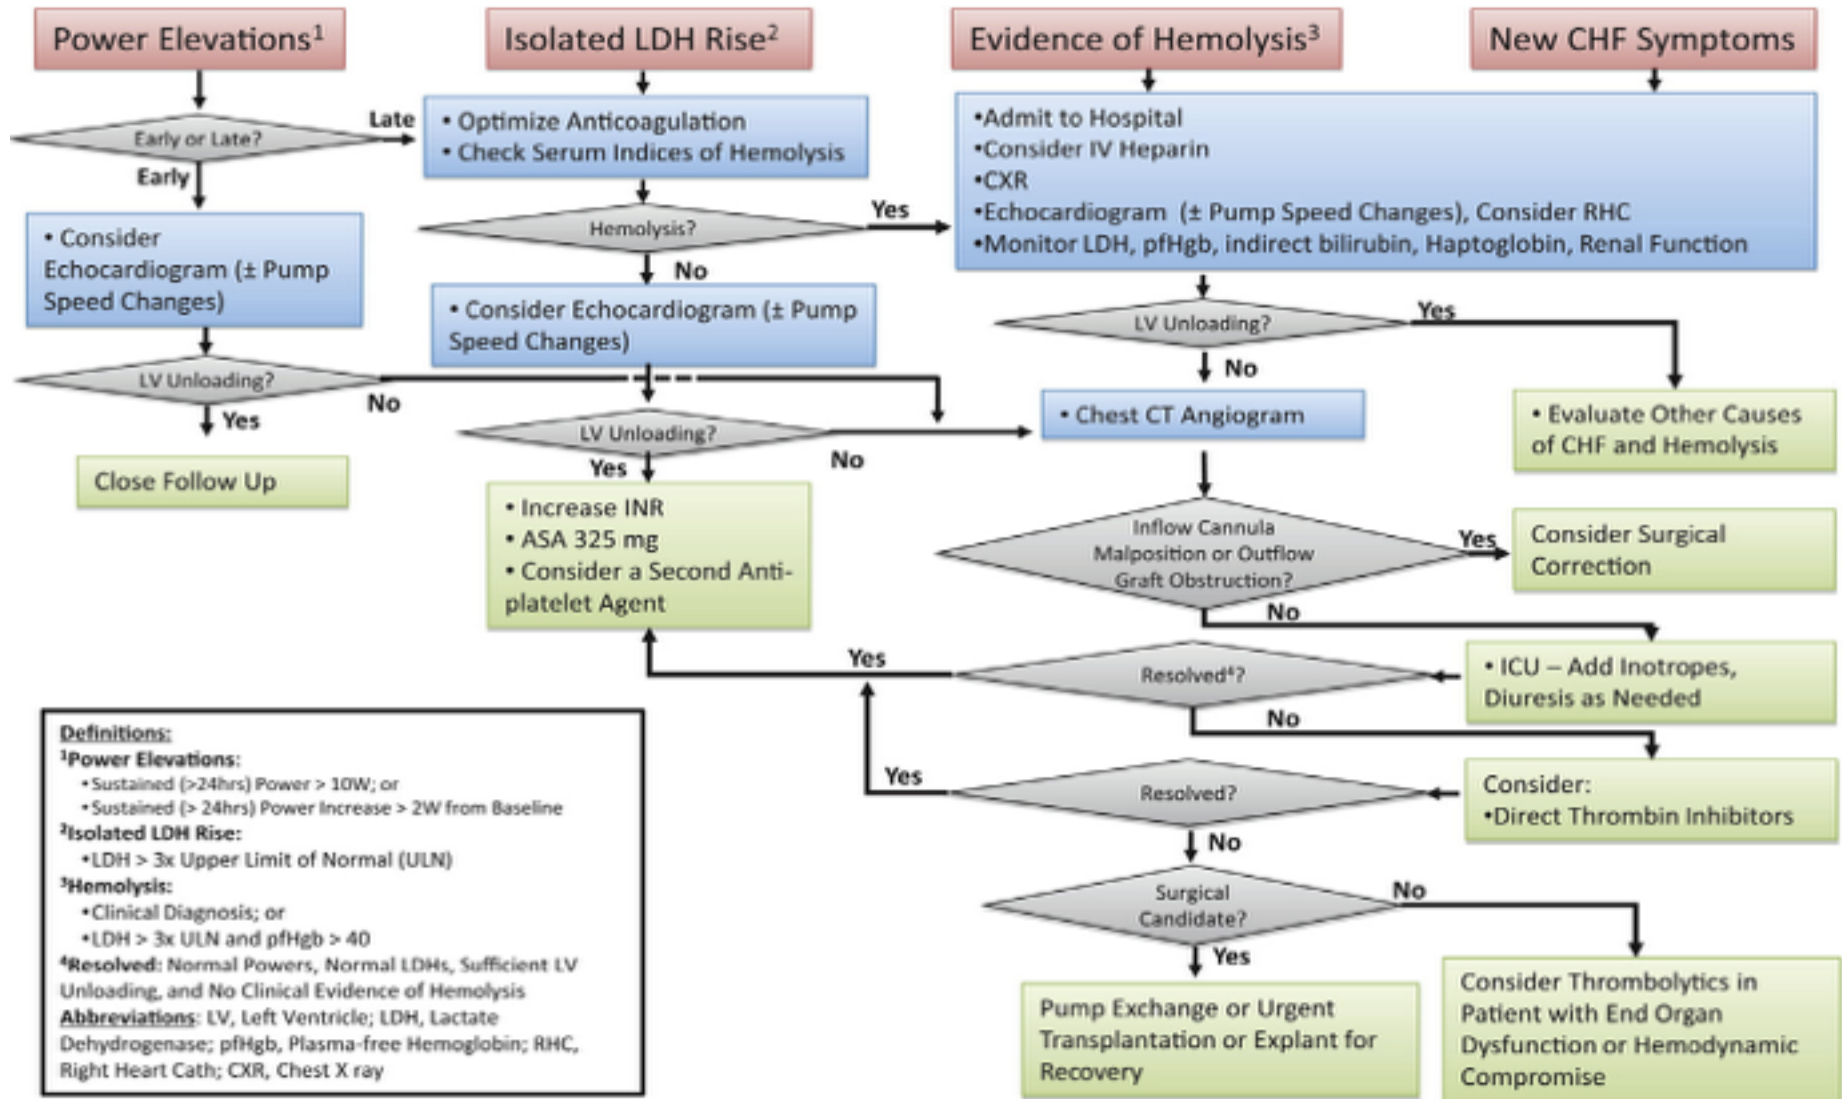 Power Elevations¹
Isolated LDH Rise²
Evidence of Hemolysis³
New CHF Symptoms
Early or Late?
Late
Early
• Optimize Anticoagulation
• Check Serum Indices of Hemolysis
•Admit to Hospital
•Consider IV Heparin
•CXR
•Echocardiogram (± Pump Speed Changes), Consider RHC
•Monitor LDH, pfHgb, indirect bilirubin, Haptoglobin, Renal Function
• Consider
Echocardiogram (± Pump
Speed Changes)
Hemolysis?
Yes
No
• Consider Echocardiogram (± Pump
Speed Changes)
LV Unloading?
Yes
No
LV Unloading?
No
Yes
Close Follow Up
LV Unloading?
No
Yes
• Chest CT Angiogram
• Evaluate Other Causes
of CHF and Hemolysis
• Increase INR
• ASA 325 mg
• Consider a Second Anti-
platelet Agent
Inflow Cannula
Malposition or Outflow
Graft Obstruction?
Yes
No
Consider Surgical
Correction
• ICU – Add Inotropes,
Diuresis as Needed
Resolved⁴?
Yes
No
Consider:
•Direct Thrombin Inhibitors
Resolved?
Yes
No
Surgical
Candidate?
No
Yes
Pump Exchange or Urgent
Transplantation or Explant for
Recovery
Consider Thrombolytics in
Patient with End Organ
Dysfunction or Hemodynamic
Compromise
Definitions:
¹Power Elevations:
•Sustained (>24hrs) Power > 10W; or
•Sustained (> 24hrs) Power Increase > 2W from Baseline
²Isolated LDH Rise:
•LDH > 3x Upper Limit of Normal (ULN)
³Hemolysis:
•Clinical Diagnosis; or
•LDH > 3x ULN and pfHgb > 40
⁴Resolved: Normal Powers, Normal LDHs, Sufficient LV
Unloading, and No Clinical Evidence of Hemolysis
Abbreviations: LV, Left Ventricle; LDH, Lactate
Dehydrogenase; pfHgb, Plasma-free Hemoglobin; RHC,
Right Heart Cath; CXR, Chest X ray